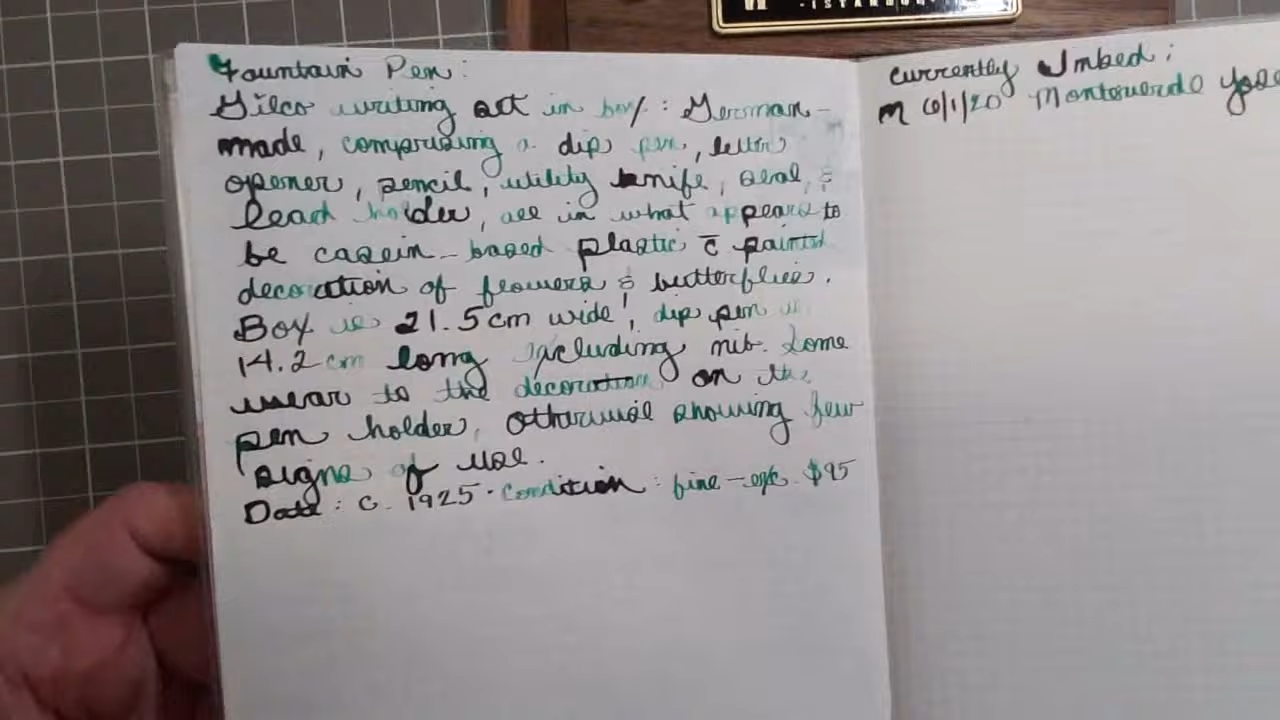 ISTANBUL
Fountain Pen:
Gilco writing set in box: German-
made, comprising a dip pen, letter
opener, pencil, utility knife, seal, &
lead holder, all in what appears to
be casein-based plastic c̄ painted
decoration of flowers & butterflies.
Box is 21.5cm wide, dip pen is
14.2cm long including nib. Some
wear to the decoration on the
pen holder, otherwise showing few
signs of use.
Date: c. 1925. Condition: fine - $95
Currently Inked:
M 6/1/20 Monteverde